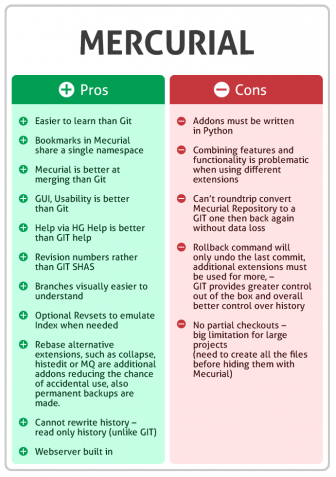 MERCURIAL
Pros
Easier to learn than Git
Bookmarks in Mecurial
share a single namespace
Mecurial is better at
merging than Git
GUI, Usability is better
than Git
Help via HG Help is better
than GIT help
Revision numbers rather
than GIT SHAS
Branches visually easier to
understand
Optional Revsets to emulate
Index when needed
Rebase alternative
extensions, such as collapse,
histedit or MQ are additional
addons reducing the chance
of accidental use, also
permanent backups are
made.
Cannot rewrite history –
read only history (unlike GIT)
Webserver built in
Cons
Addons must be written
in Python
Combining features and
functionality is problematic
when using different
extensions
Can't roundtrip convert
Mecurial Repository to a
GIT one then back again
without data loss
Rollback command will
only undo the last commit,
additional extensions must
be used for more, –
GIT provides greater control
out of the box and overall
better control over history
No partial checkouts –
big limitation for large
projects
(need to create all the files
before hiding them with
Mecurial)